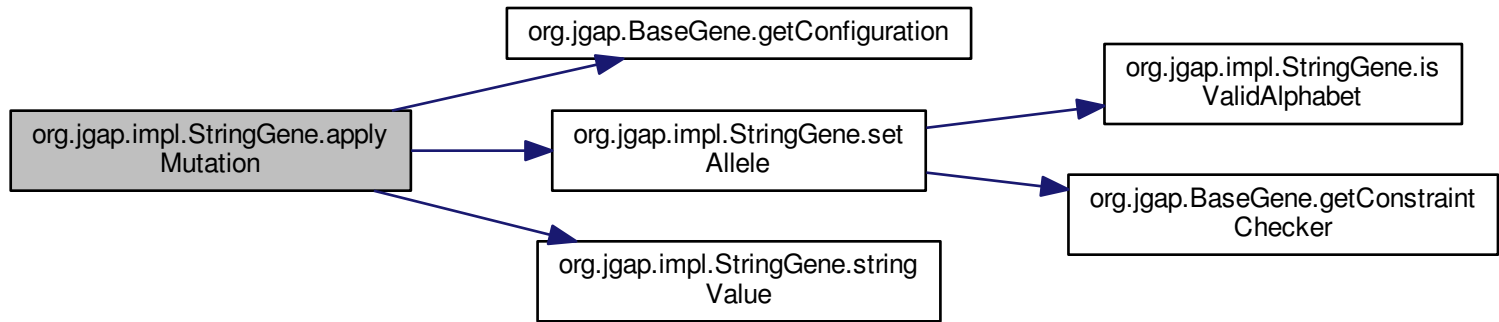 org.jgap.impl.StringGene.apply
Mutation
org.jgap.BaseGene.getConfiguration
org.jgap.impl.StringGene.set
Allele
org.jgap.impl.StringGene.string
Value
org.jgap.impl.StringGene.is
ValidAlphabet
org.jgap.BaseGene.getConstraint
Checker